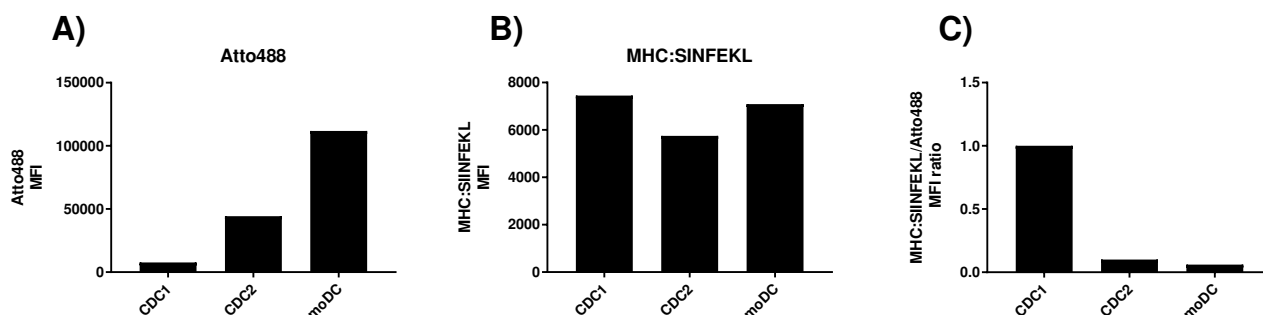 A)
Atto488
150000
100000
50000
0
Atto488
MFI
CDC1
CDC2
moDC
B)
MHC:SINFEKL
8000
6000
4000
2000
0
MHC:SIINFEKL
MFI
CDC1
CDC2
moDC
C)
1.5
1.0
0.5
0.0
MHC:SIINFEKL/Atto488
MFI ratio
CDC1
CDC2
moDC